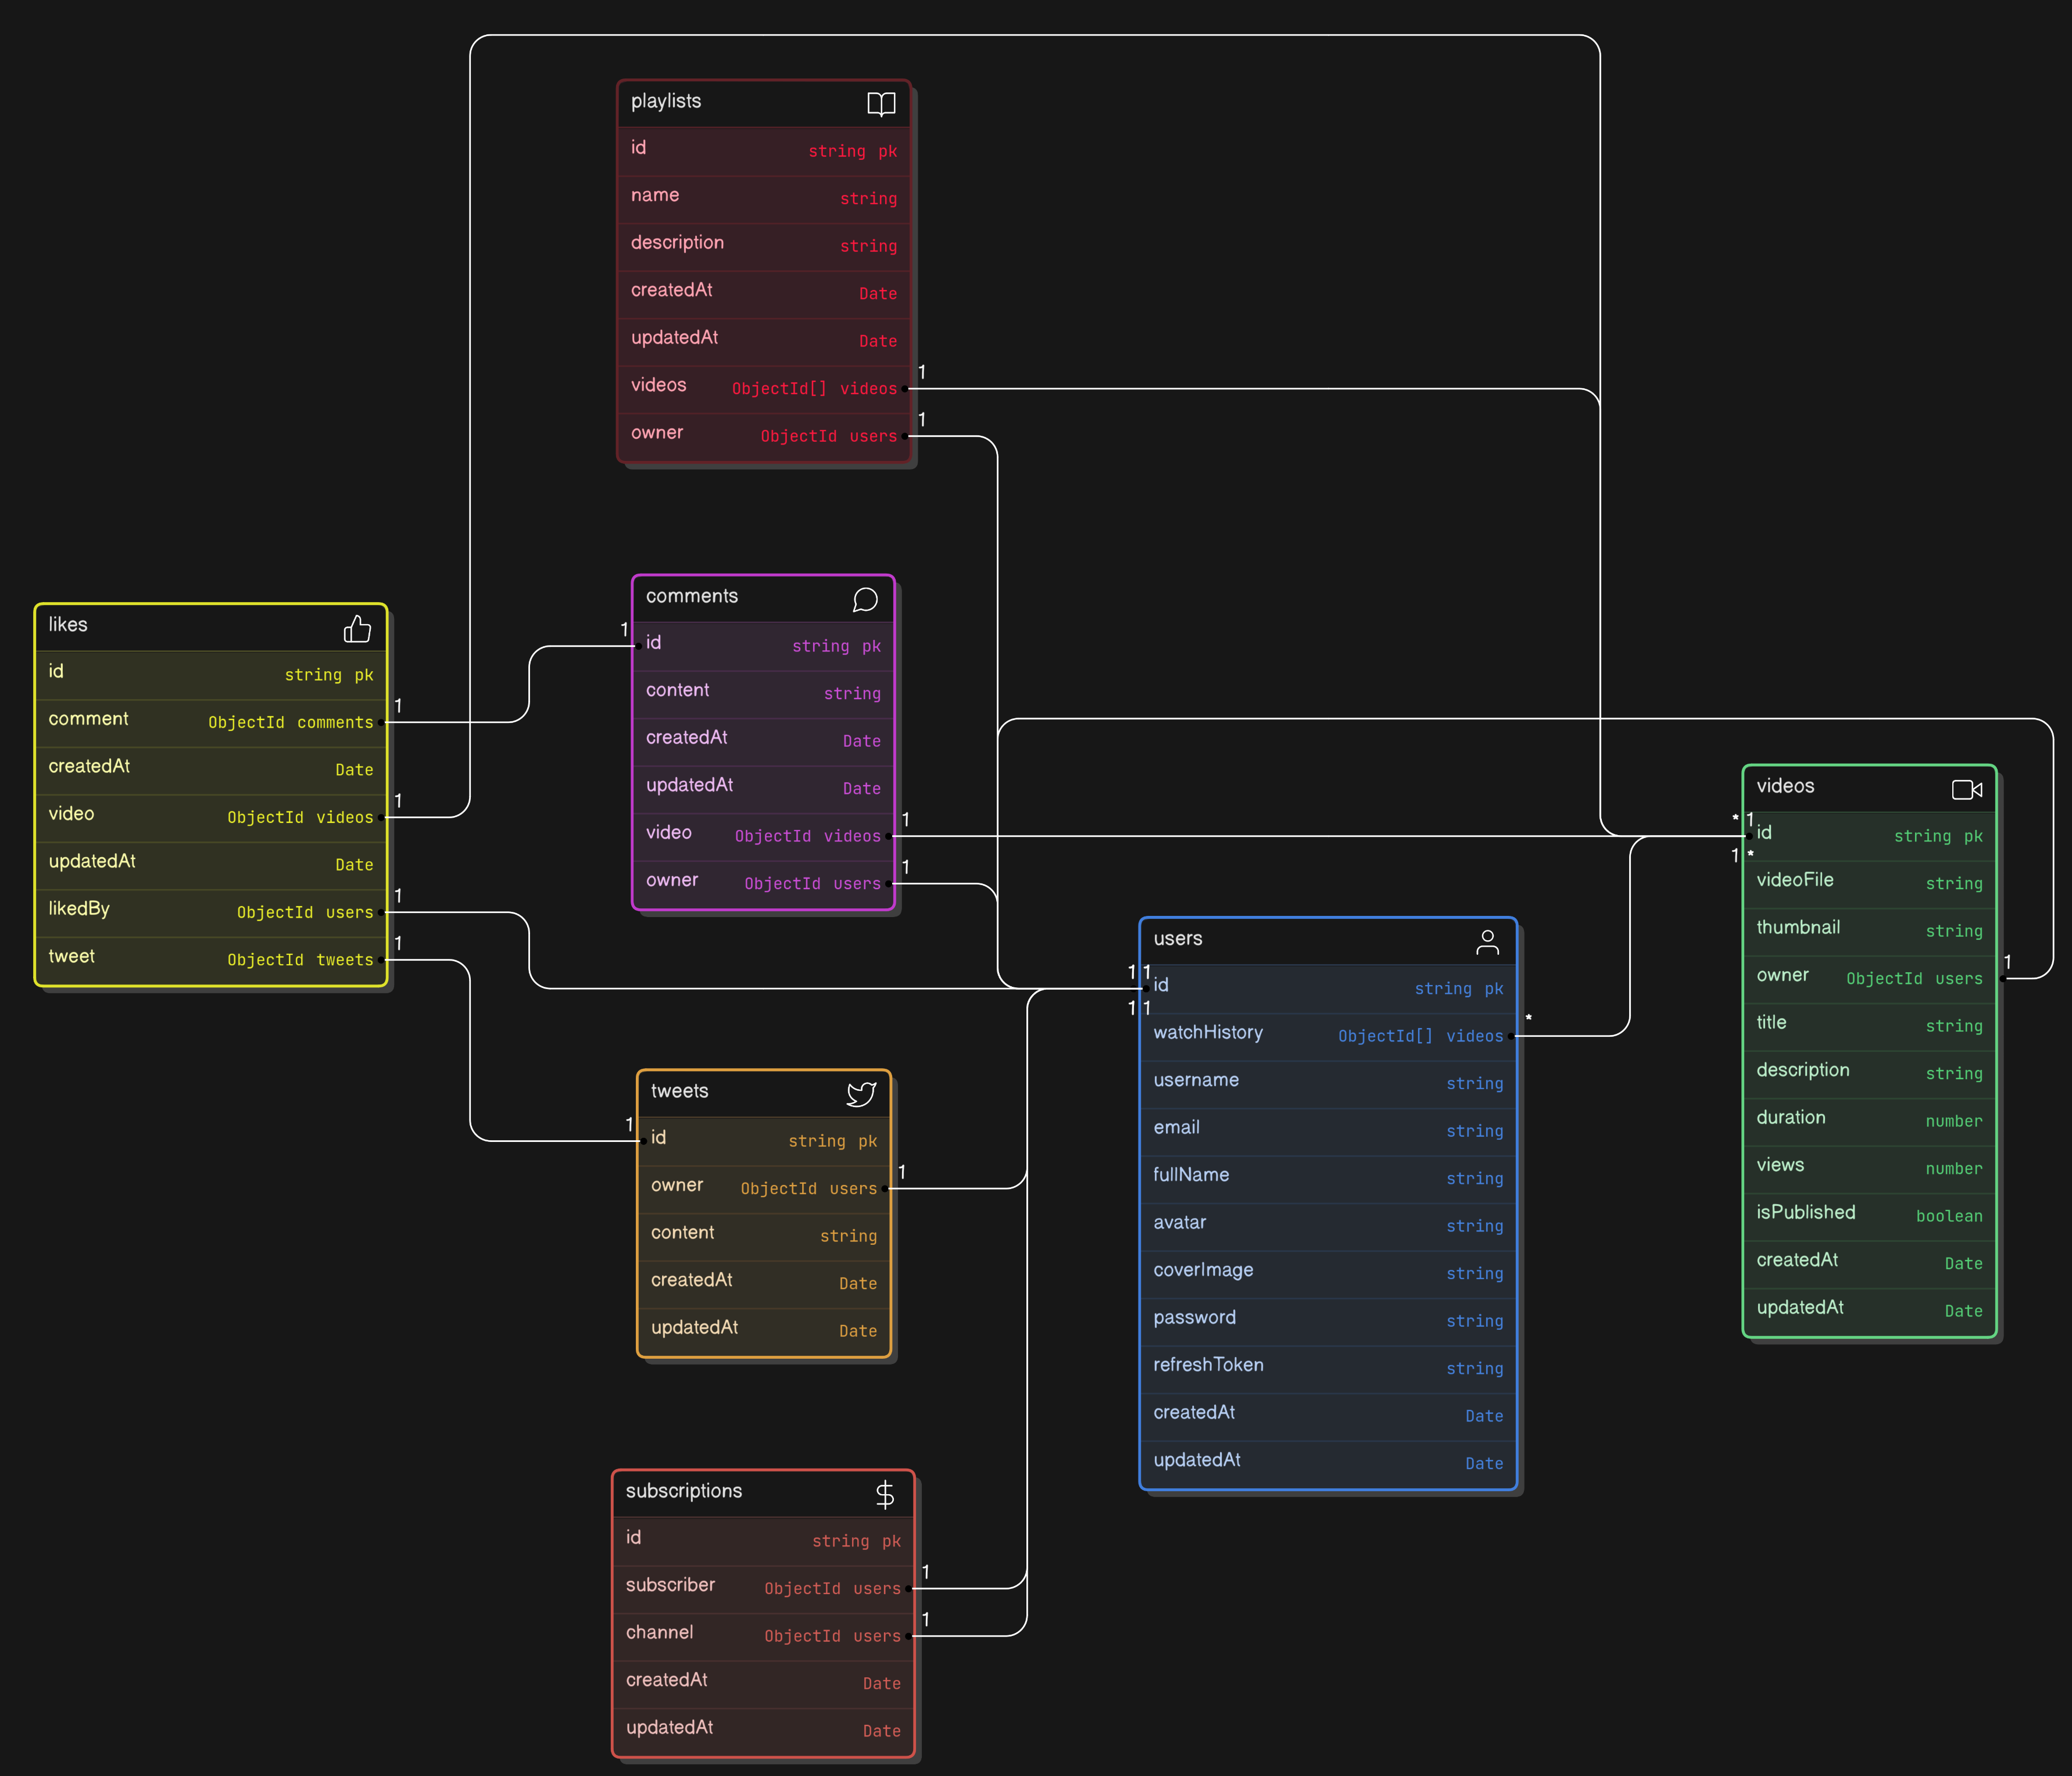 playlists
id string pk
name string
description string
createdAt Date
updatedAt Date
1
videos ObjectId[] videos
1
owner ObjectId users
likes
id string pk
1
comment ObjectId comments
createdAt Date
1
video ObjectId videos
updatedAt Date
1
likedBy ObjectId users
1
tweet ObjectId tweets
comments
1
id string pk
content string
createdAt Date
updatedAt Date
1
video ObjectId videos
1
owner ObjectId users
tweets
1
id string pk
1
owner ObjectId users
content string
createdAt Date
updatedAt Date
subscriptions
id string pk
1
subscriber ObjectId users
1
channel ObjectId users
createdAt Date
updatedAt Date
users
1 1
id string pk
1 1
*
watchHistory ObjectId[] videos
username string
email string
fullName string
avatar string
coverImage string
password string
refreshToken string
createdAt Date
updatedAt Date
videos
* 1
id string pk
1 *
videoFile string
thumbnail string
1
owner ObjectId users
title string
description string
duration number
views number
isPublished boolean
createdAt Date
updatedAt Date